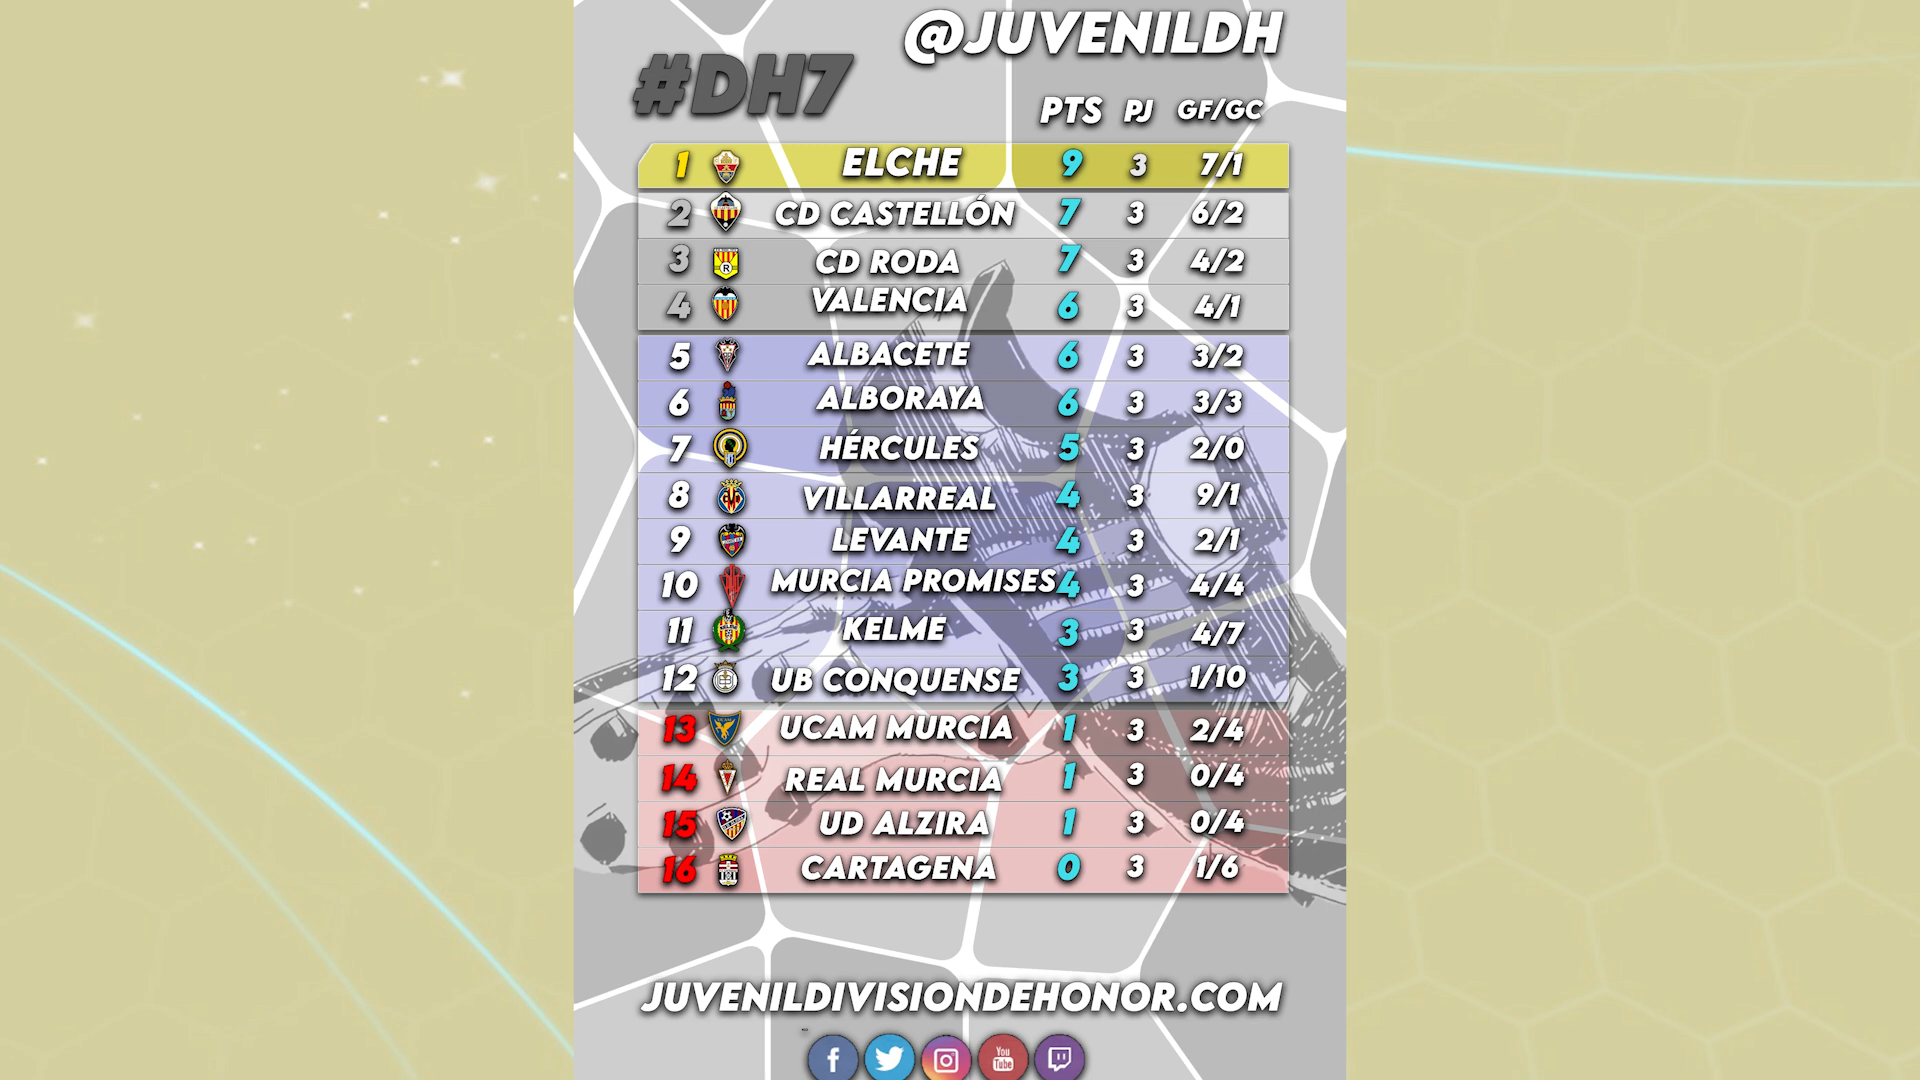 @JUVENILDH
#DH7
PTS PJ GF/GC
1 ELCHE 9 3 7/1
2 CD CASTELLÓN 7 3 6/2
3 CD RODA 7 3 4/2
4 VALENCIA 6 3 4/1
5 ALBACETE 6 3 3/2
6 ALBORAYA 6 3 3/3
7 HÉRCULES 5 3 2/0
8 VILLARREAL 4 3 9/1
9 LEVANTE 4 3 2/1
10 MURCIA PROMISES 4 3 4/4
11 KELME 3 3 4/7
12 UB CONQUENSE 3 3 1/10
13 UCAM MURCIA 1 3 2/4
14 REAL MURCIA 1 3 0/4
15 UD ALZIRA 1 3 0/4
16 CARTAGENA 0 3 1/6
JUVENILDIVISIONDEHONOR.COM
You
Tube